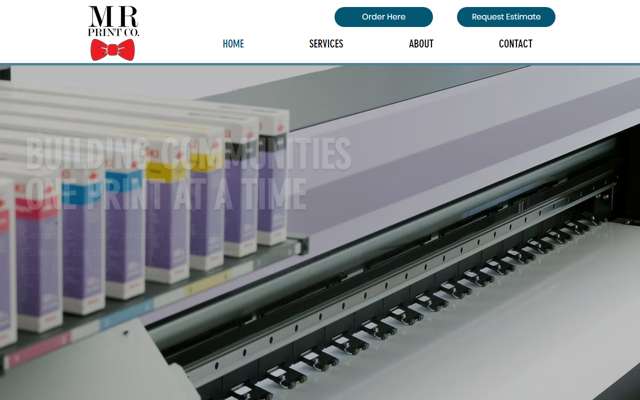 MR
PRINT CO.
Order Here
Request Estimate
HOME
SERVICES
ABOUT
CONTACT
BUILDING COMMUNITIES
ONE PRINT AT A TIME